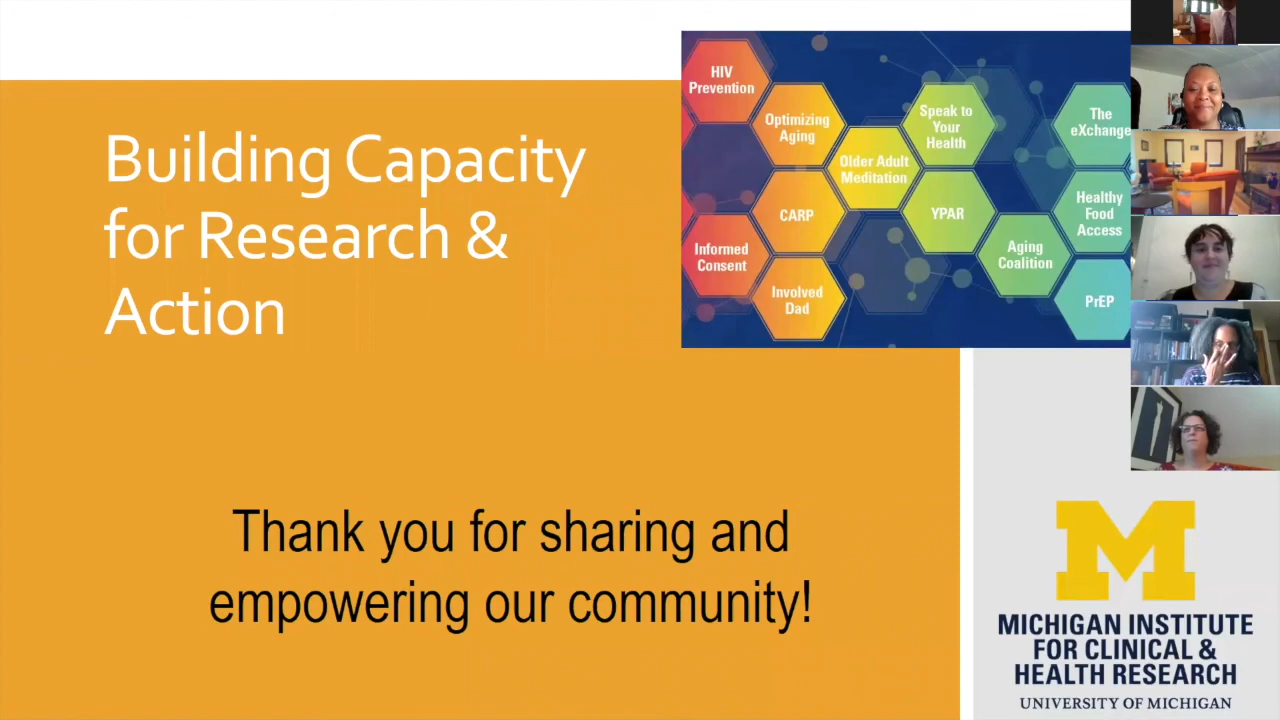 Building Capacity
for Research &
Action
HIV
Prevention
Optimizing
Aging
Older Adult
Meditation
Speak to
Your
Health
The
eXchange
CARP
YPAR
Healthy
Food
Access
Informed
Consent
Aging
Coalition
Involved
Dad
PrEP
Thank you for sharing and
empowering our community!
M
MICHIGAN INSTITUTE
FOR CLINICAL &
HEALTH RESEARCH
UNIVERSITY OF MICHIGAN